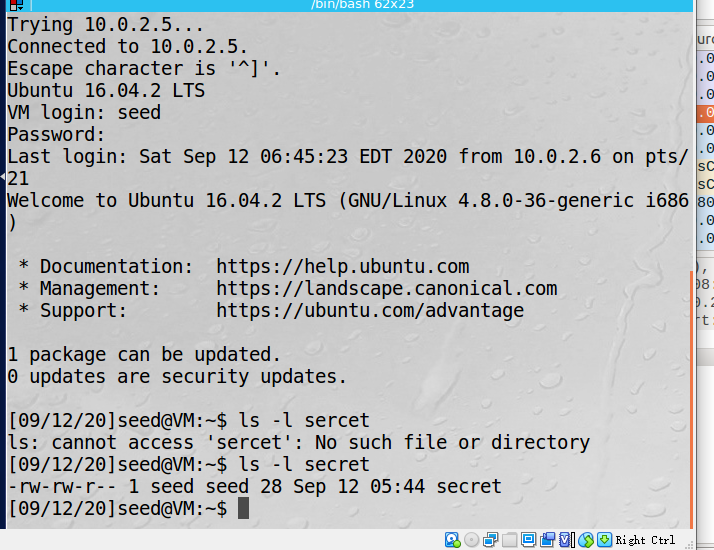 /bin/bash 62x23
Trying 10.0.2.5...
Connected to 10.0.2.5.
Escape character is '^]'.
Ubuntu 16.04.2 LTS
VM login: seed
Password:
Last login: Sat Sep 12 06:45:23 EDT 2020 from 10.0.2.6 on pts/
21
Welcome to Ubuntu 16.04.2 LTS (GNU/Linux 4.8.0-36-generic i686
)
* Documentation: https://help.ubuntu.com
* Management: https://landscape.canonical.com
* Support: https://ubuntu.com/advantage
1 package can be updated.
0 updates are security updates.
[09/12/20]seed@VM:~$ ls -l sercet
ls: cannot access 'sercet': No such file or directory
[09/12/20]seed@VM:~$ ls -l secret
-rw-rw-r-- 1 seed seed 28 Sep 12 05:44 secret
[09/12/20]seed@VM:~$
Right Ctrl